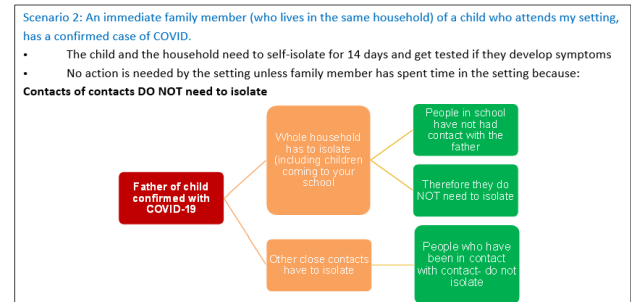 Scenario 2: An immediate family member (who lives in the same household) of a child who attends my setting,
has a confirmed case of COVID.
• The child and the household need to self-isolate for 14 days and get tested if they develop symptoms
• No action is needed by the setting unless family member has spent time in the setting because:
Contacts of contacts DO NOT need to isolate
Father of child
confirmed with
COVID-19
Whole household
has to isolate
(including children
coming to your
school
People in school
have not had
contact with the
father
Therefore they do
NOT need to isolate
Other close contacts
have to isolate
People who have
been in contact
with contact- do not
isolate